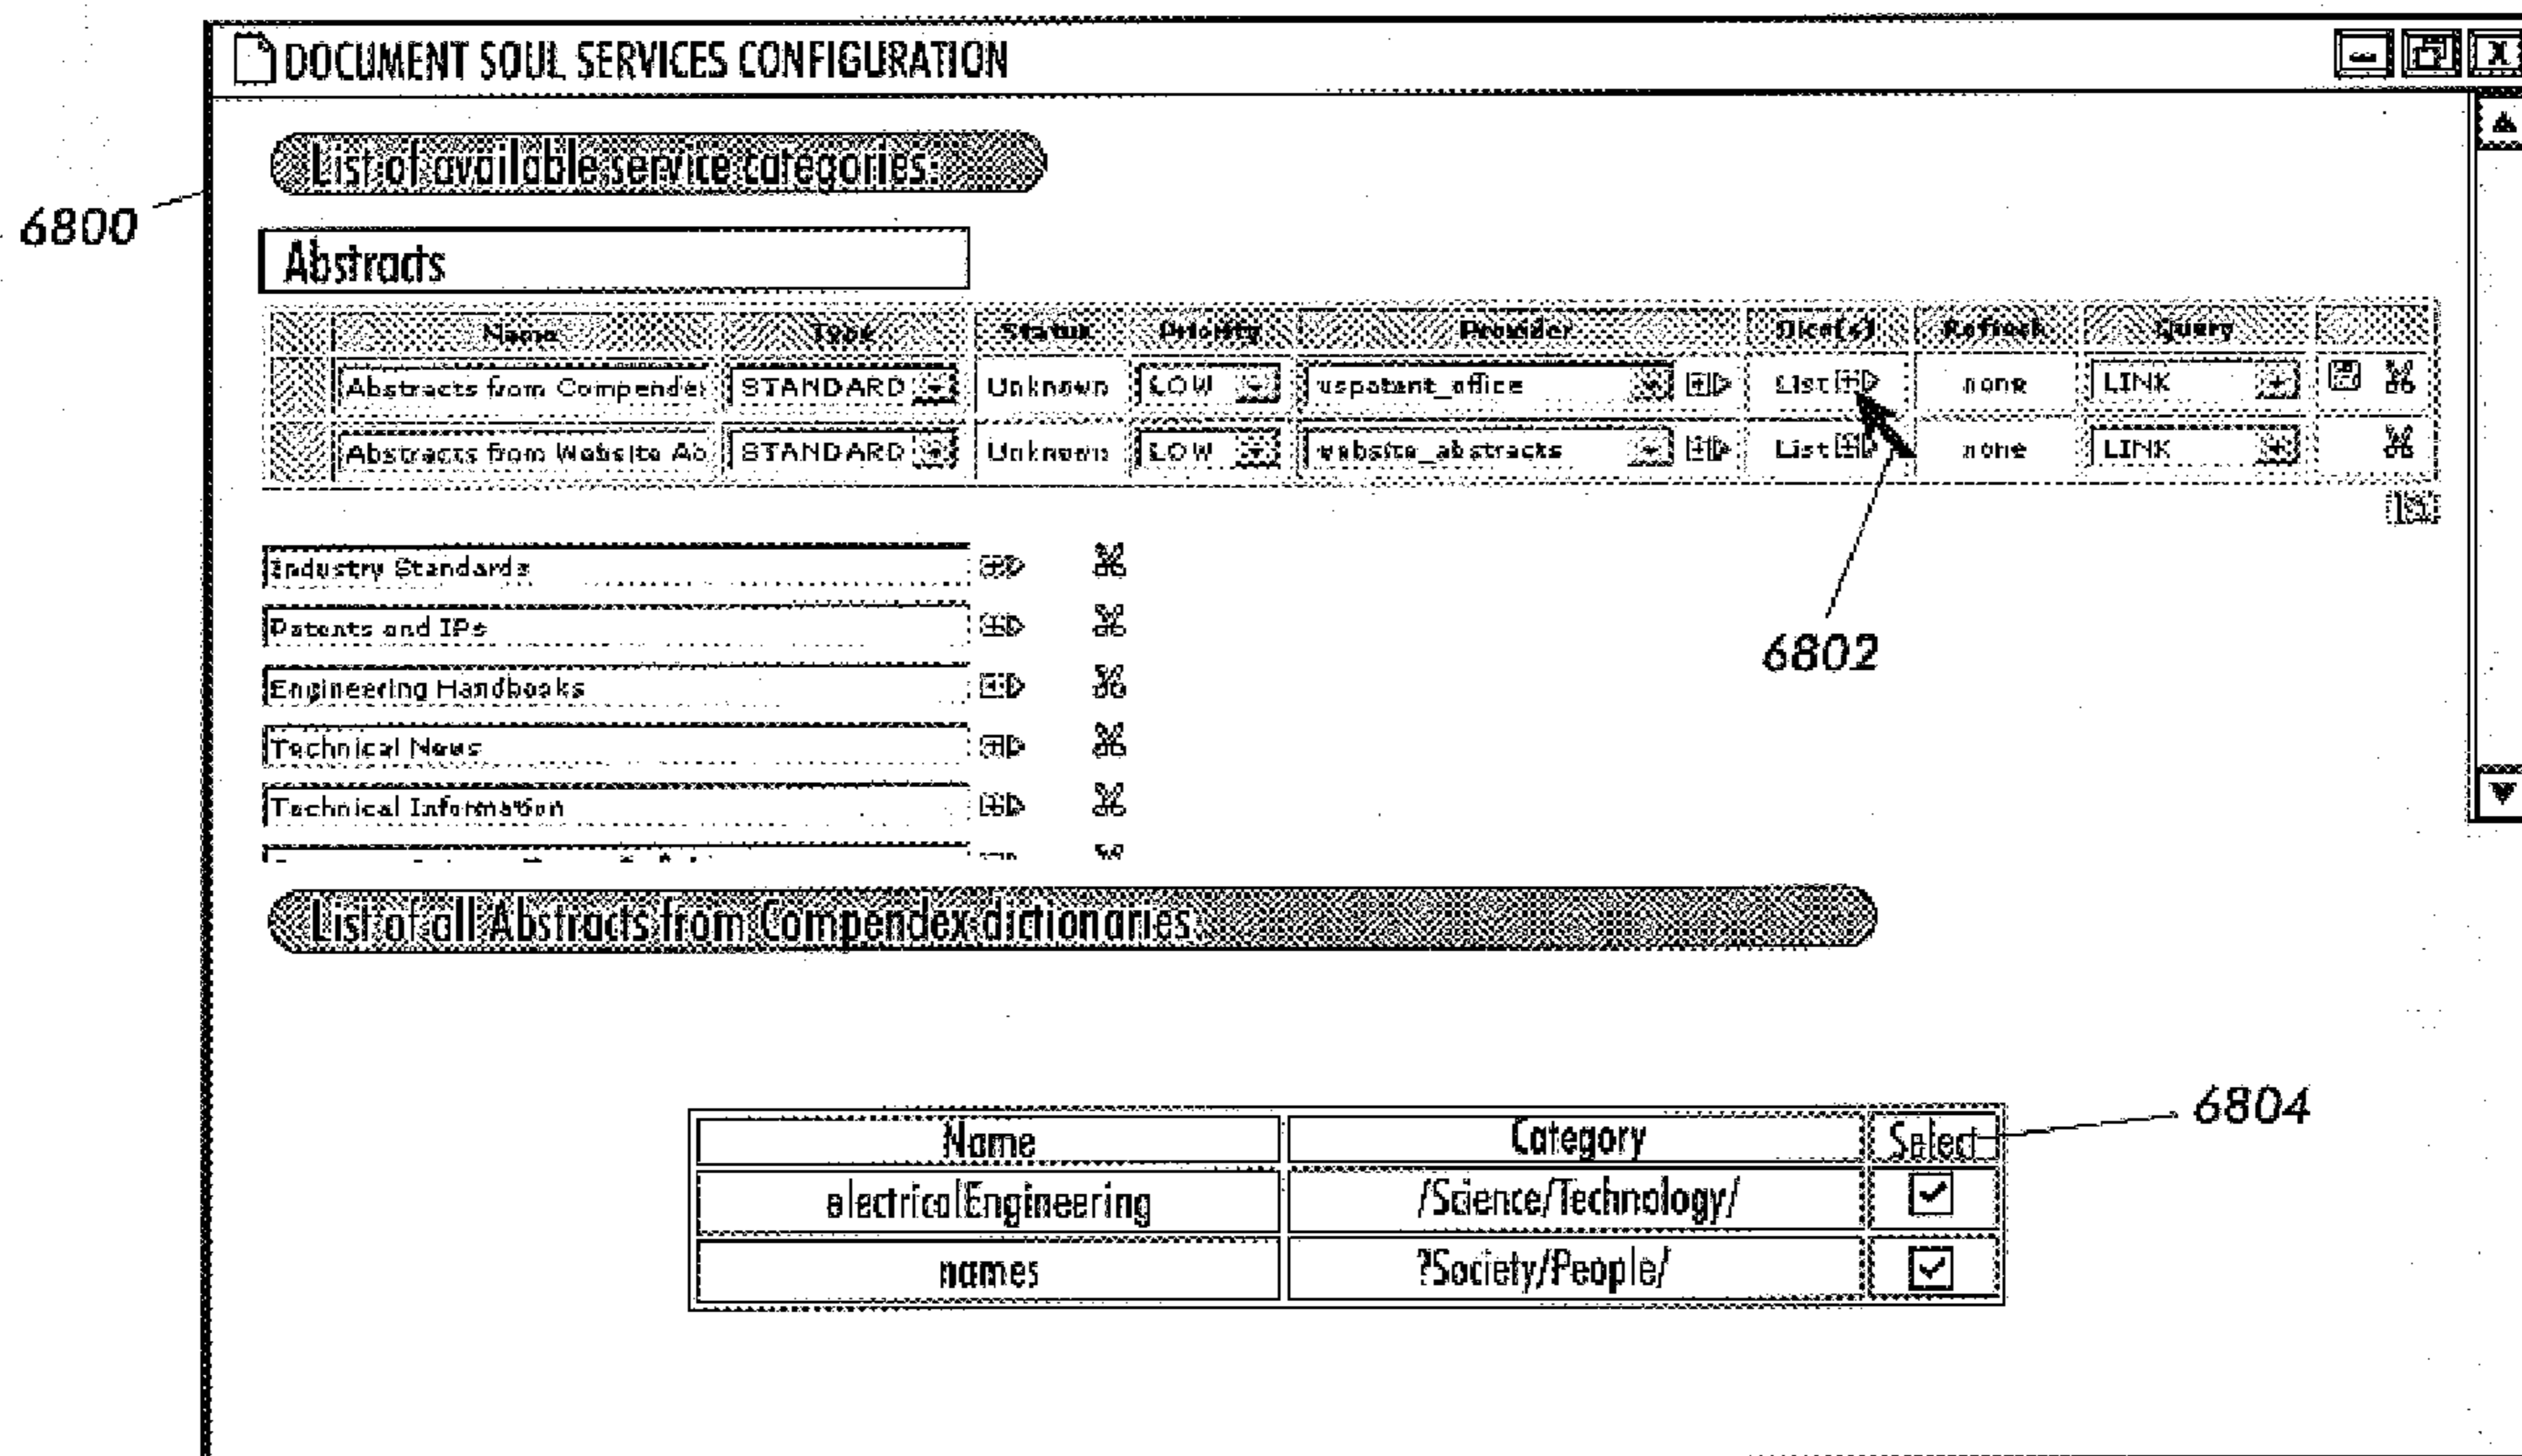 DOCUMENT SOUL SERVICES CONFIGURATION
X
List of available service categories:
6800
Abstracts
Name Type Status Priority Provider Dica(s) Refresh Query
Abstracts from Compendex STANDARD Unknown LOW uspatent_office List none LINK
Abstracts from Website Ab STANDARD Unknown LOW website_abstracts List none LINK
Industry Standards
Patents and IPs
6802
Engineering Handbooks
Technical News
Technical Information
List of all Abstracts from Compendex dictionaries:
6804
Name Category Select
electricalEngineering /Science/Technology/
names ?Society/People/